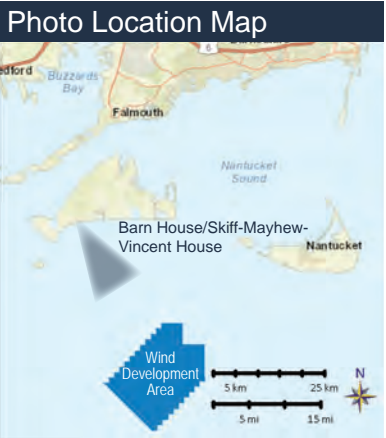 Photo Location Map
6
edford
Buzzards
Bay
Falmouth
Nantucket
Sound
Barn House/Skiff-Mayhew-
Vincent House
Nantucket
Wind
Development
Area
N
5 km 25 km
5 mi 15 mi